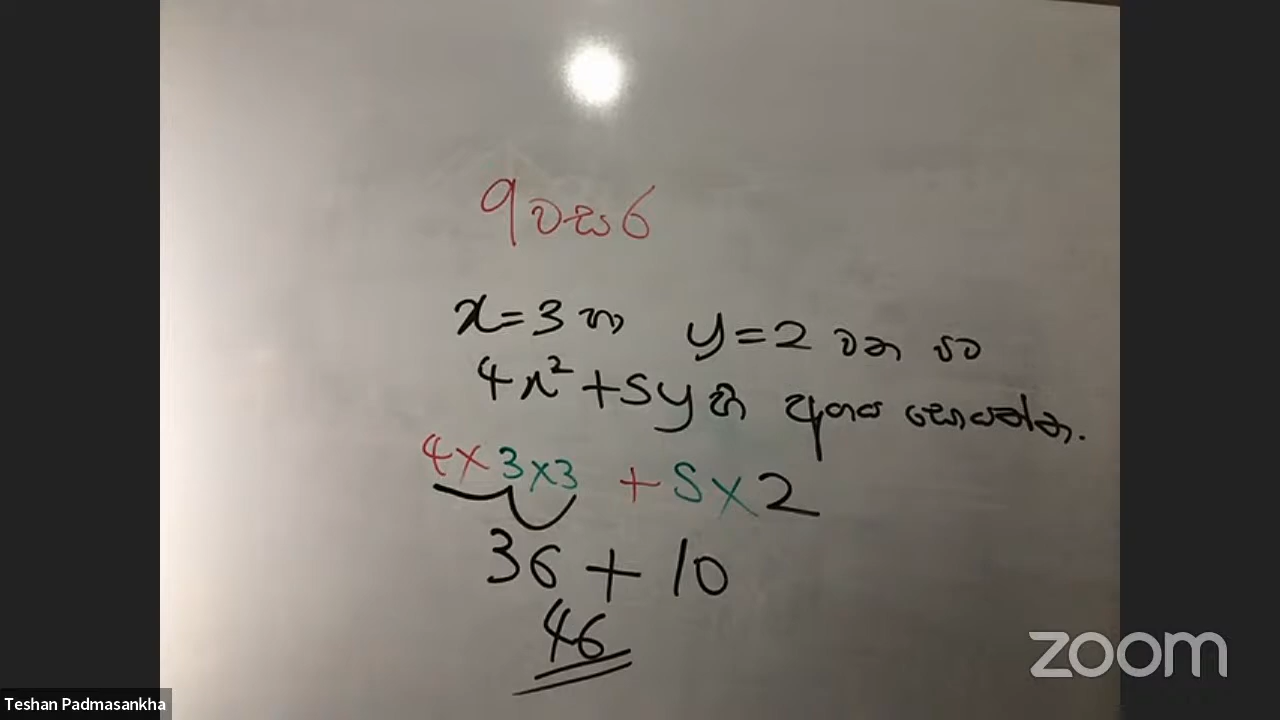 9 වසර
x=3 හා y=2 වන විට
4x²+5y හි අගය සොයන්න.
4×3×3 +5×2
36+10
46
zoom
Teshan Padmasankha